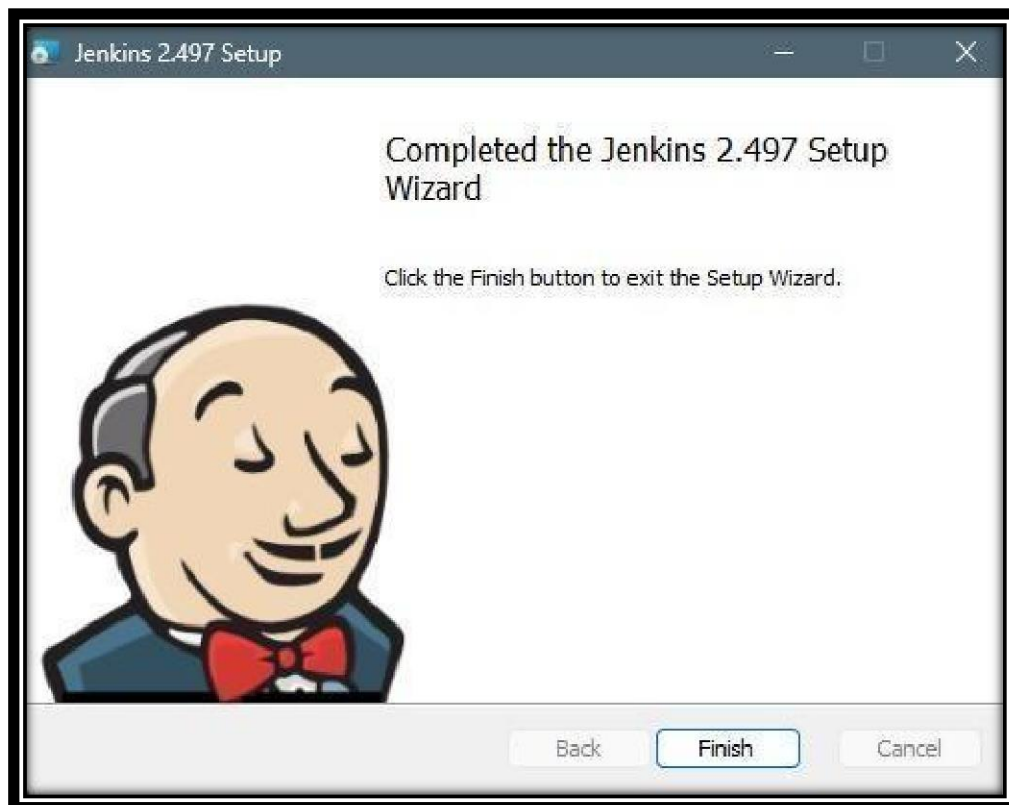 Jenkins 2.497 Setup
Completed the Jenkins 2.497 Setup
Wizard
Click the Finish button to exit the Setup Wizard.
Back
Finish
Cancel